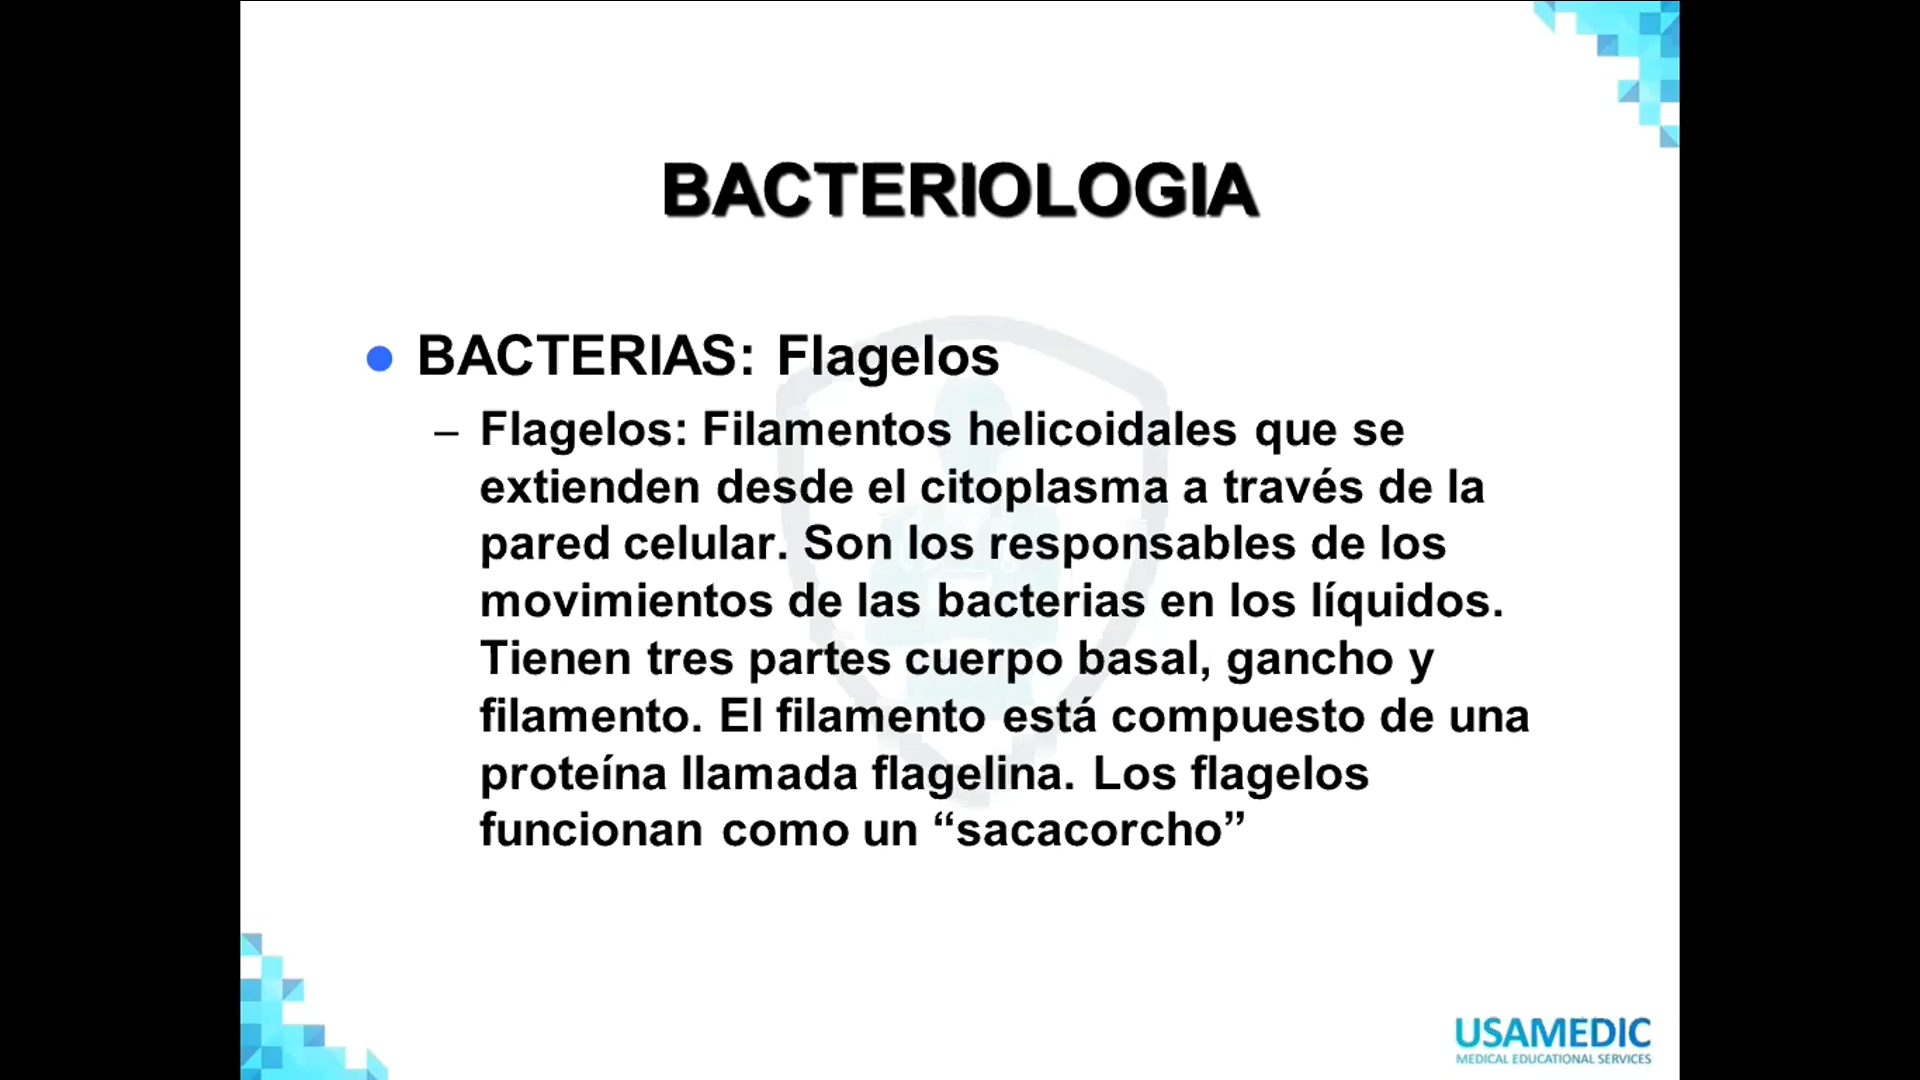 BACTERIOLOGIA
BACTERIAS: Flagelos
– Flagelos: Filamentos helicoidales que se
extienden desde el citoplasma a través de la
pared celular. Son los responsables de los
movimientos de las bacterias en los líquidos.
Tienen tres partes cuerpo basal, gancho y
filamento. El filamento está compuesto de una
proteína llamada flagelina. Los flagelos
funcionan como un “sacacorcho”
USAMEDIC
MEDICAL EDUCATIONAL SERVICES